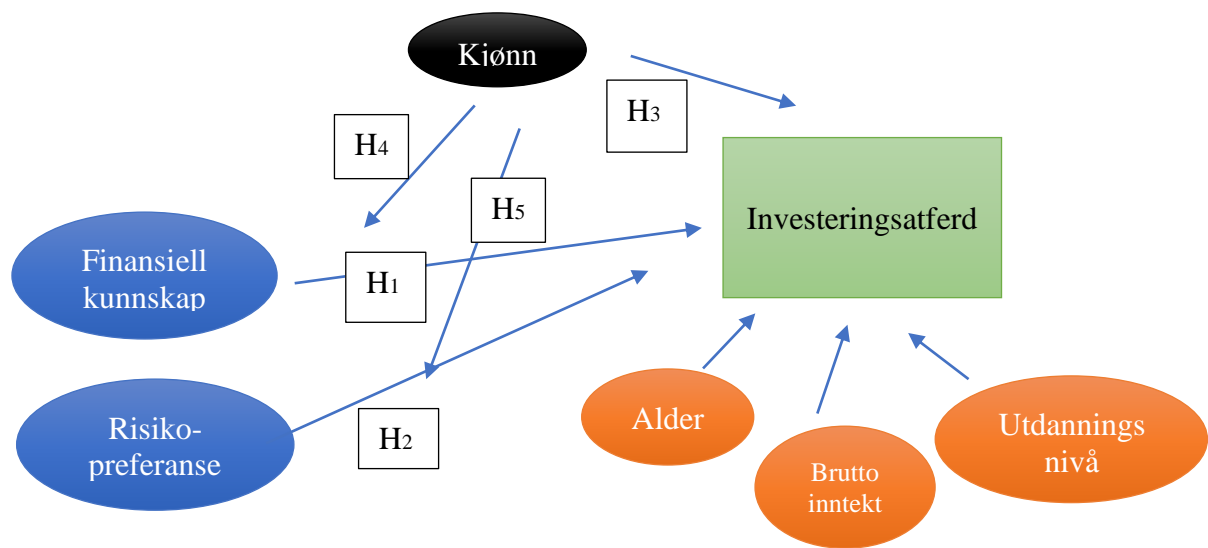 Kjønn
H3
H4
H5
Investeringsatferd
Finansiell
kunnskap
H1
Risiko-
preferanse
H2
Alder
Brutto
inntekt
Utdannings
nivå